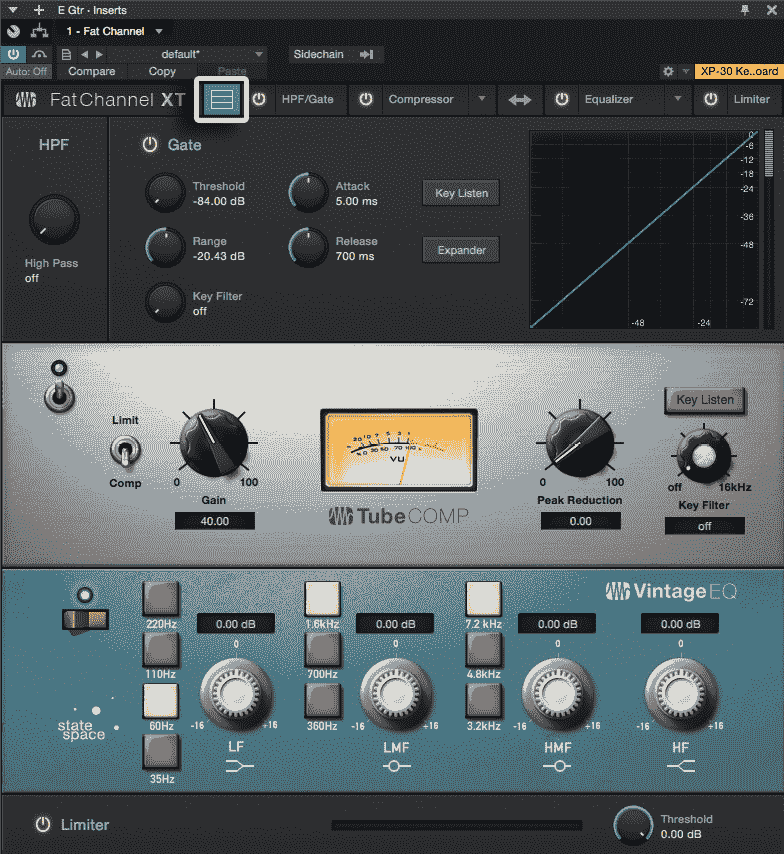 E Gtr · Inserts
1 - Fat Channel
default*
Sidechain
Auto: Off
Compare
Copy
Paste
XP-30 Ke..oard
FatChannel XT
HPF/Gate
Compressor
Equalizer
Limiter
HPF
Gate
Threshold
-84.00 dB
Attack
5.00 ms
Key Listen
Range
-20.43 dB
Release
700 ms
Expander
High Pass
off
Key Filter
off
0
-6
-12
-18
-24
-36
-48
-72
-48
-24
Limit
Comp
0
100
Gain
40.00
VU
TubeCOMP
0
100
Peak Reduction
0.00
Key Listen
off
16kHz
Key Filter
off
VintageEQ
220Hz
110Hz
60Hz
35Hz
0.00 dB
0
-16
+16
LF
1.6kHz
700Hz
360Hz
0.00 dB
0
-16
+16
LMF
7.2 kHz
4.8kHz
3.2kHz
0.00 dB
0
-16
+16
HMF
0.00 dB
0
-16
+16
HF
state
space
Limiter
Threshold
0.00 dB